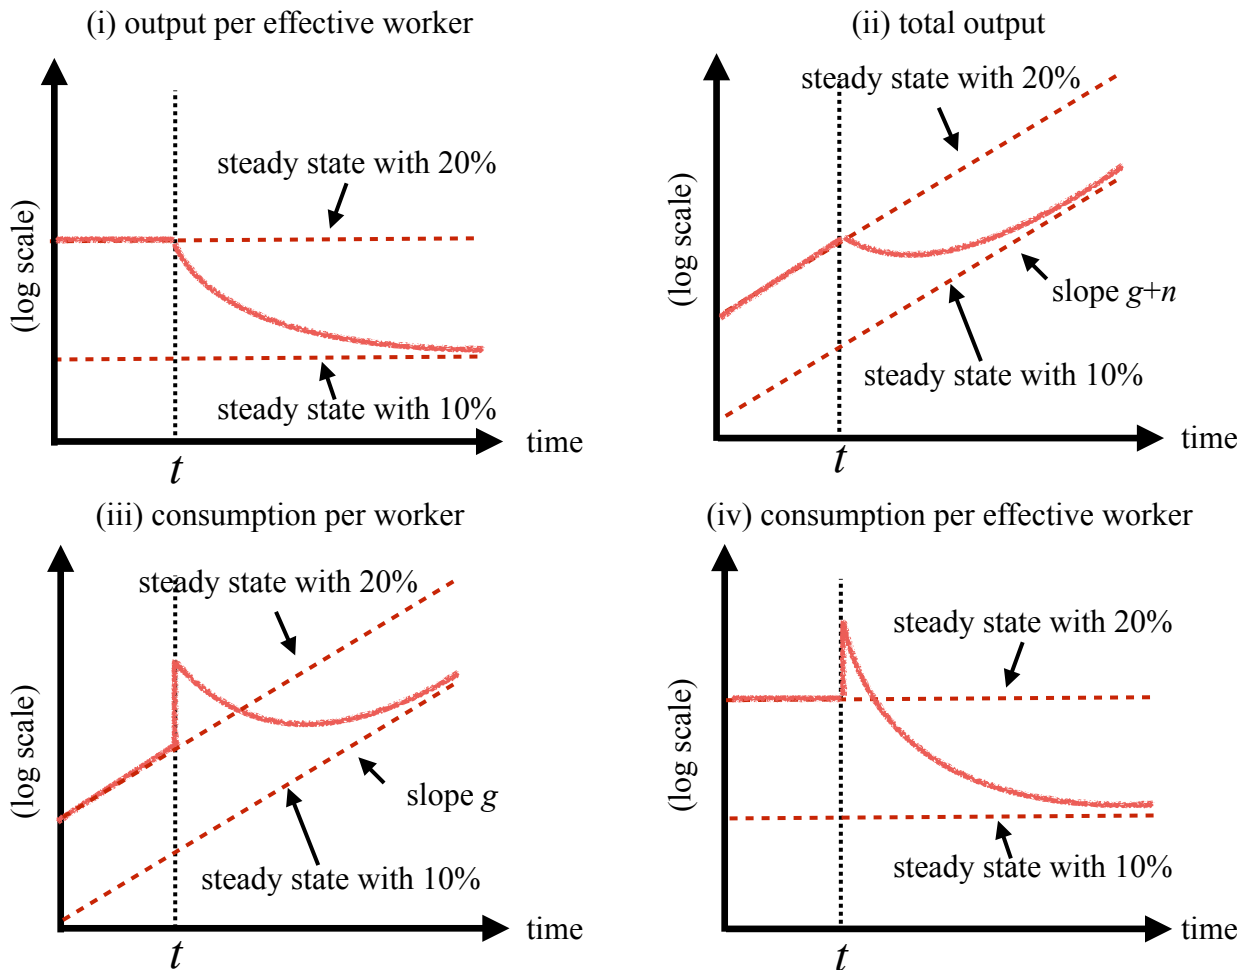 (i) output per effective worker
(log scale)
steady state with 20%
steady state with 10%
time
t
(ii) total output
(log scale)
steady state with 20%
slope g+n
steady state with 10%
time
t
(iii) consumption per worker
(log scale)
steady state with 20%
slope g
steady state with 10%
time
t
(iv) consumption per effective worker
(log scale)
steady state with 20%
steady state with 10%
time
t